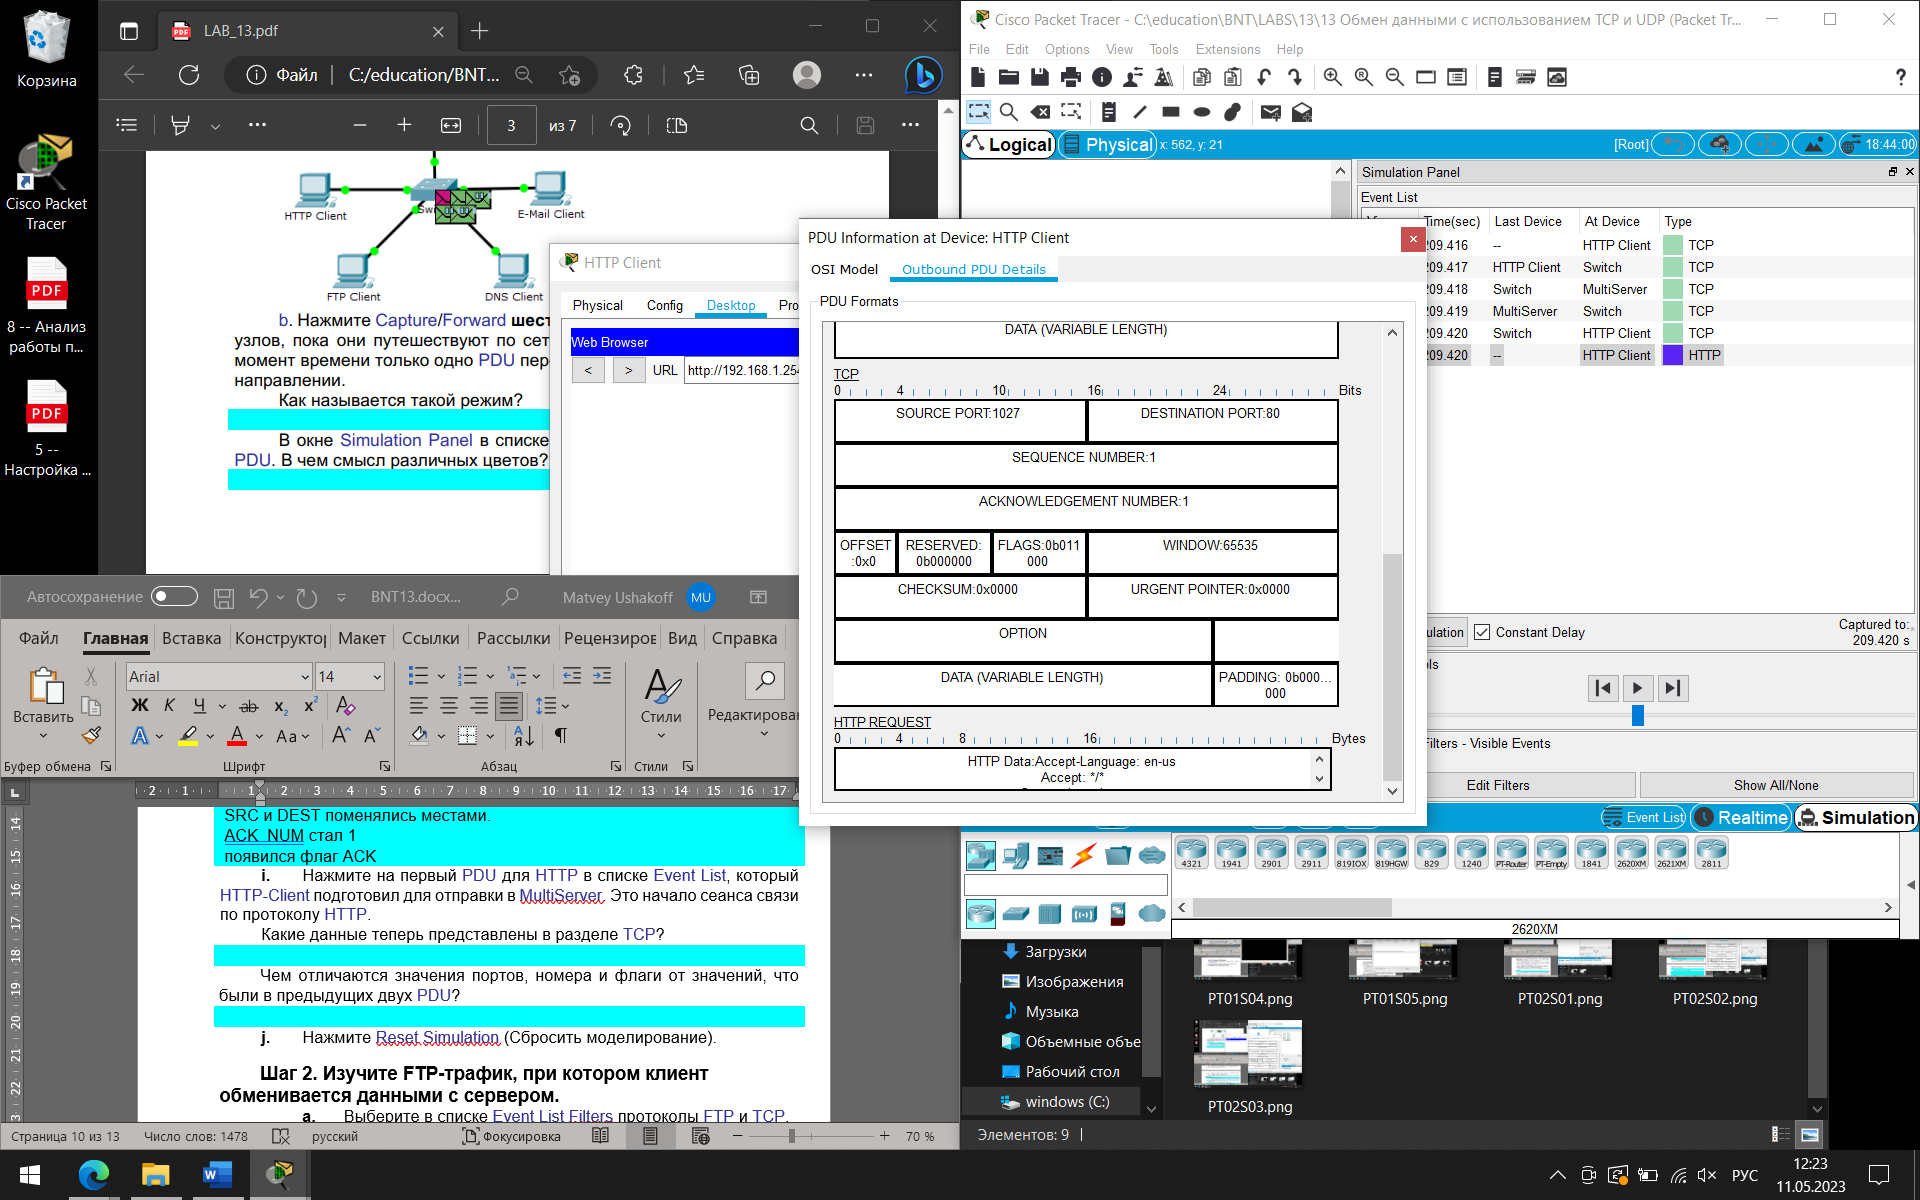 Корзина
Cisco Packet
Tracer
8 -- Анализ
работы п...
5 --
Настройка ...
LAB_13.pdf
Файл
C:/education/BNT...
3
из 7
HTTP Client
E-Mail Client
FTP Client
DNS Client
b. Нажмите Capture/Forward шест
узлов, пока они путешествуют по сет
момент времени только одно PDU пер
направлении.
Как называется такой режим?
В окне Simulation Panel в списке
PDU. В чем смысл различных цветов?
HTTP Client
Physical
Config
Desktop
Pro
Web Browser
<
>
URL
http://192.168.1.254
Cisco Packet Tracer - C:\education\BNT\LABS\13\13 Обмен данными с использованием TCP и UDP (Packet Tr...
File
Edit
Options
View
Tools
Extensions
Help
Logical
Physical
x: 562, y: 21
[Root]
18:44:00
Simulation Panel
Event List
Time(sec)
Last Device
At Device
Type
209.416
--
HTTP Client
TCP
209.417
HTTP Client
Switch
TCP
209.418
Switch
MultiServer
TCP
209.419
MultiServer
Switch
TCP
209.420
Switch
HTTP Client
TCP
209.420
--
HTTP Client
HTTP
ulation
Constant Delay
Captured to:
209.420 s
ols
Filters - Visible Events
Edit Filters
Show All/None
Event List
Realtime
Simulation
PDU Information at Device: HTTP Client
OSI Model
Outbound PDU Details
PDU Formats
DATA (VARIABLE LENGTH)
TCP
0
4
10
16
24
Bits
SOURCE PORT:1027
DESTINATION PORT:80
SEQUENCE NUMBER:1
ACKNOWLEDGEMENT NUMBER:1
OFFSET
:0x0
RESERVED:
0b000000
FLAGS:0b011
000
WINDOW:65535
CHECKSUM:0x0000
URGENT POINTER:0x0000
OPTION
DATA (VARIABLE LENGTH)
PADDING: 0b000...
000
HTTP REQUEST
0
4
8
16
Bytes
HTTP Data:Accept-Language: en-us
Accept: */*
Автосохранение
BNT13.docx...
Matvey Ushakoff
MU
Файл
Главная
Вставка
Конструктор
Макет
Ссылки
Рассылки
Рецензиров
Вид
Справка
Вставить
Буфер обмена
Arial
14
Ж
К
Ч
Шрифт
Абзац
Стили
Стили
Редактирован
SRC и DEST поменялись местами.
ACK_NUM стал 1
появился флаг ACK
i. Нажмите на первый PDU для HTTP в списке Event List, который
HTTP-Client подготовил для отправки в MultiServer. Это начало сеанса связи
по протоколу HTTP.
Какие данные теперь представлены в разделе TCP?
Чем отличаются значения портов, номера и флаги от значений, что
были в предыдущих двух PDU?
j. Нажмите Reset Simulation (Сбросить моделирование).
Шаг 2. Изучите FTP-трафик, при котором клиент
обменивается данными с сервером.
a. Выберите в списке Event List Filters протоколы FTP и TCP.
Страница 10 из 13
Число слов: 1478
русский
Фокусировка
70 %
4321
1941
2901
2911
819IOX
819HGW
829
1240
PT-Router
PT-Empty
1841
2620XM
2621XM
2811
2620XM
Загрузки
Изображения
Музыка
Объемные объе
Рабочий стол
windows (C:)
PT01S04.png
PT01S05.png
PT02S01.png
PT02S02.png
PT02S03.png
Элементов: 9
РУС
12:23
11.05.2023